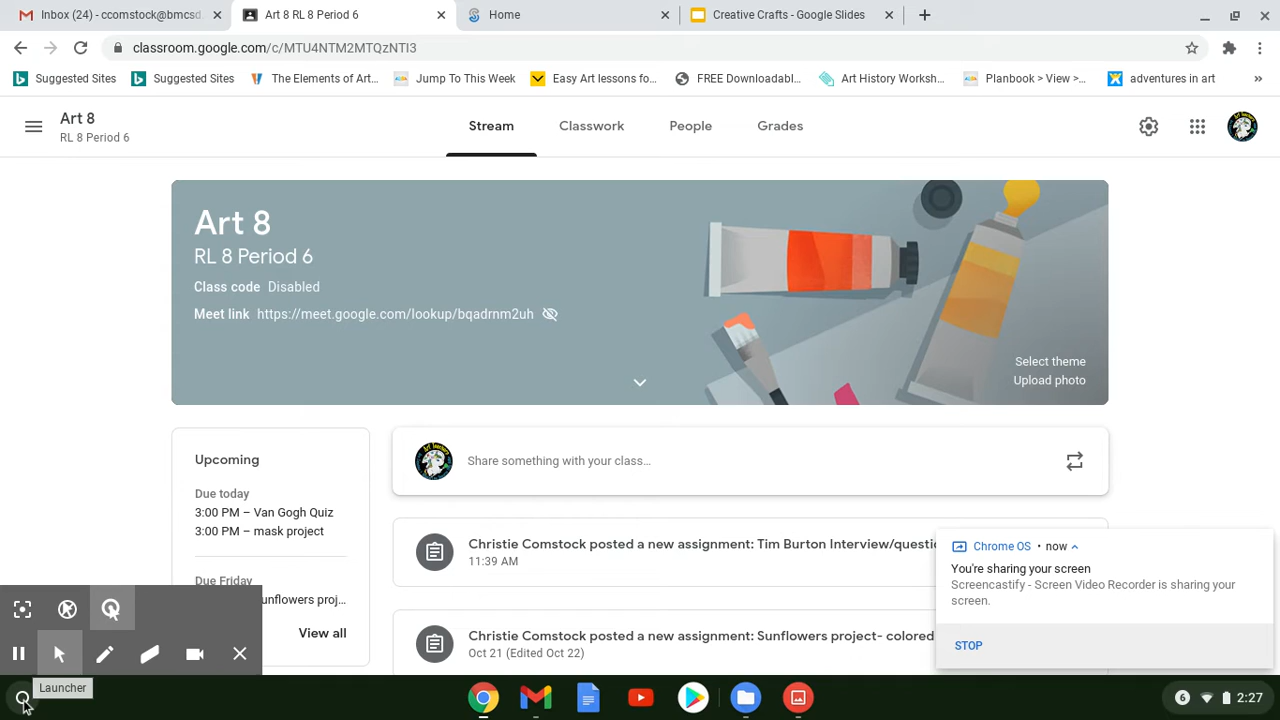 Inbox (24) - ccomstock@bmcsd.
Art 8 RL 8 Period 6
Home
Creative Crafts - Google Slides
classroom.google.com/c/MTU4NTM2MTQzNTI3
Suggested Sites
Suggested Sites
The Elements of Art...
Jump To This Week
Easy Art lessons fo...
FREE Downloadabl...
Art History Worksh...
Planbook > View >...
adventures in art
»
Art 8
RL 8 Period 6
Stream
Classwork
People
Grades
Art 8
RL 8 Period 6
Class code Disabled
Meet link https://meet.google.com/lookup/bqadrnm2uh
Select theme
Upload photo
Upcoming
Due today
3:00 PM – Van Gogh Quiz
3:00 PM – mask project
Due Friday
unflowers proj...
View all
Share something with your class...
Christie Comstock posted a new assignment: Tim Burton Interview/questi
11:39 AM
Christie Comstock posted a new assignment: Sunflowers project- colored
Oct 21 (Edited Oct 22)
Chrome OS • now
You're sharing your screen
Screencastify - Screen Video Recorder is sharing your
screen.
STOP
Launcher
6
2:27